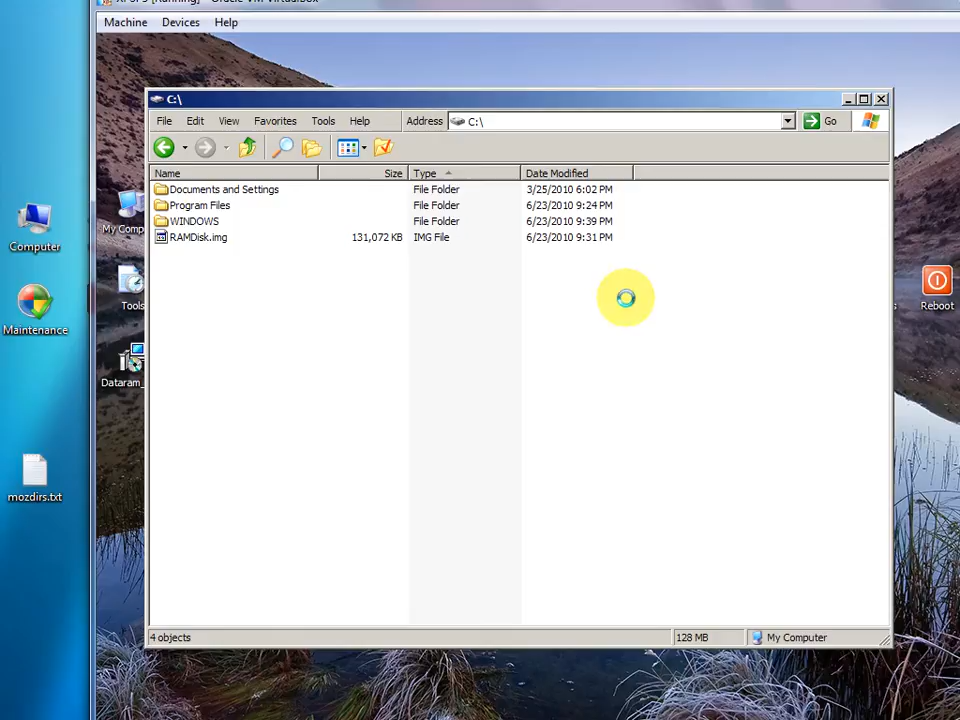 Machine Devices Help
C:\
File Edit View Favorites Tools Help Address C:\ Go
Name Size Type Date Modified
Documents and Settings File Folder 3/25/2010 6:02 PM
Program Files File Folder 6/23/2010 9:24 PM
WINDOWS File Folder 6/23/2010 9:39 PM
RAMDisk.img 131,072 KB IMG File 6/23/2010 9:31 PM
My Comp
Computer
Tools
Reboot
Maintenance
Dataram_
mozdirs.txt
4 objects 128 MB My Computer